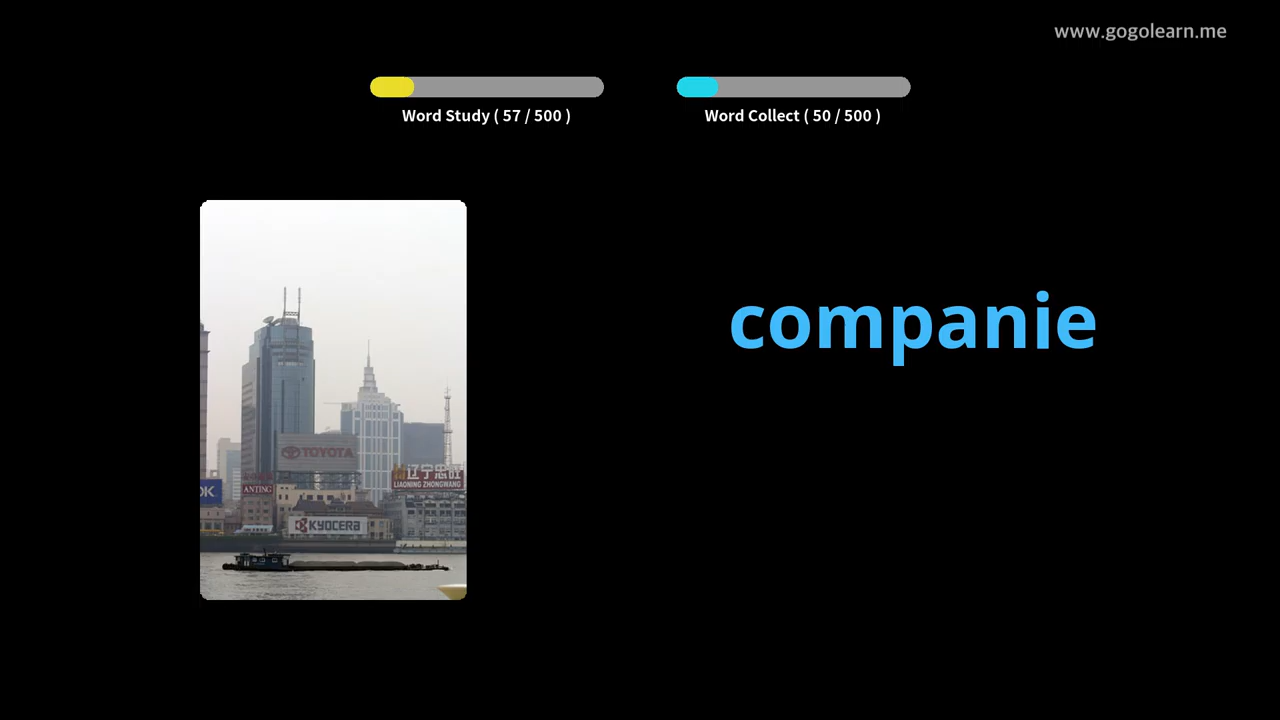 www.gogolearn.me
Word Study ( 57 / 500 )
Word Collect ( 50 / 500 )
companie
TOYOTA
辽宁忠旺
LIAONING ZHONGWANG
OK
ANTING
KYOCERA